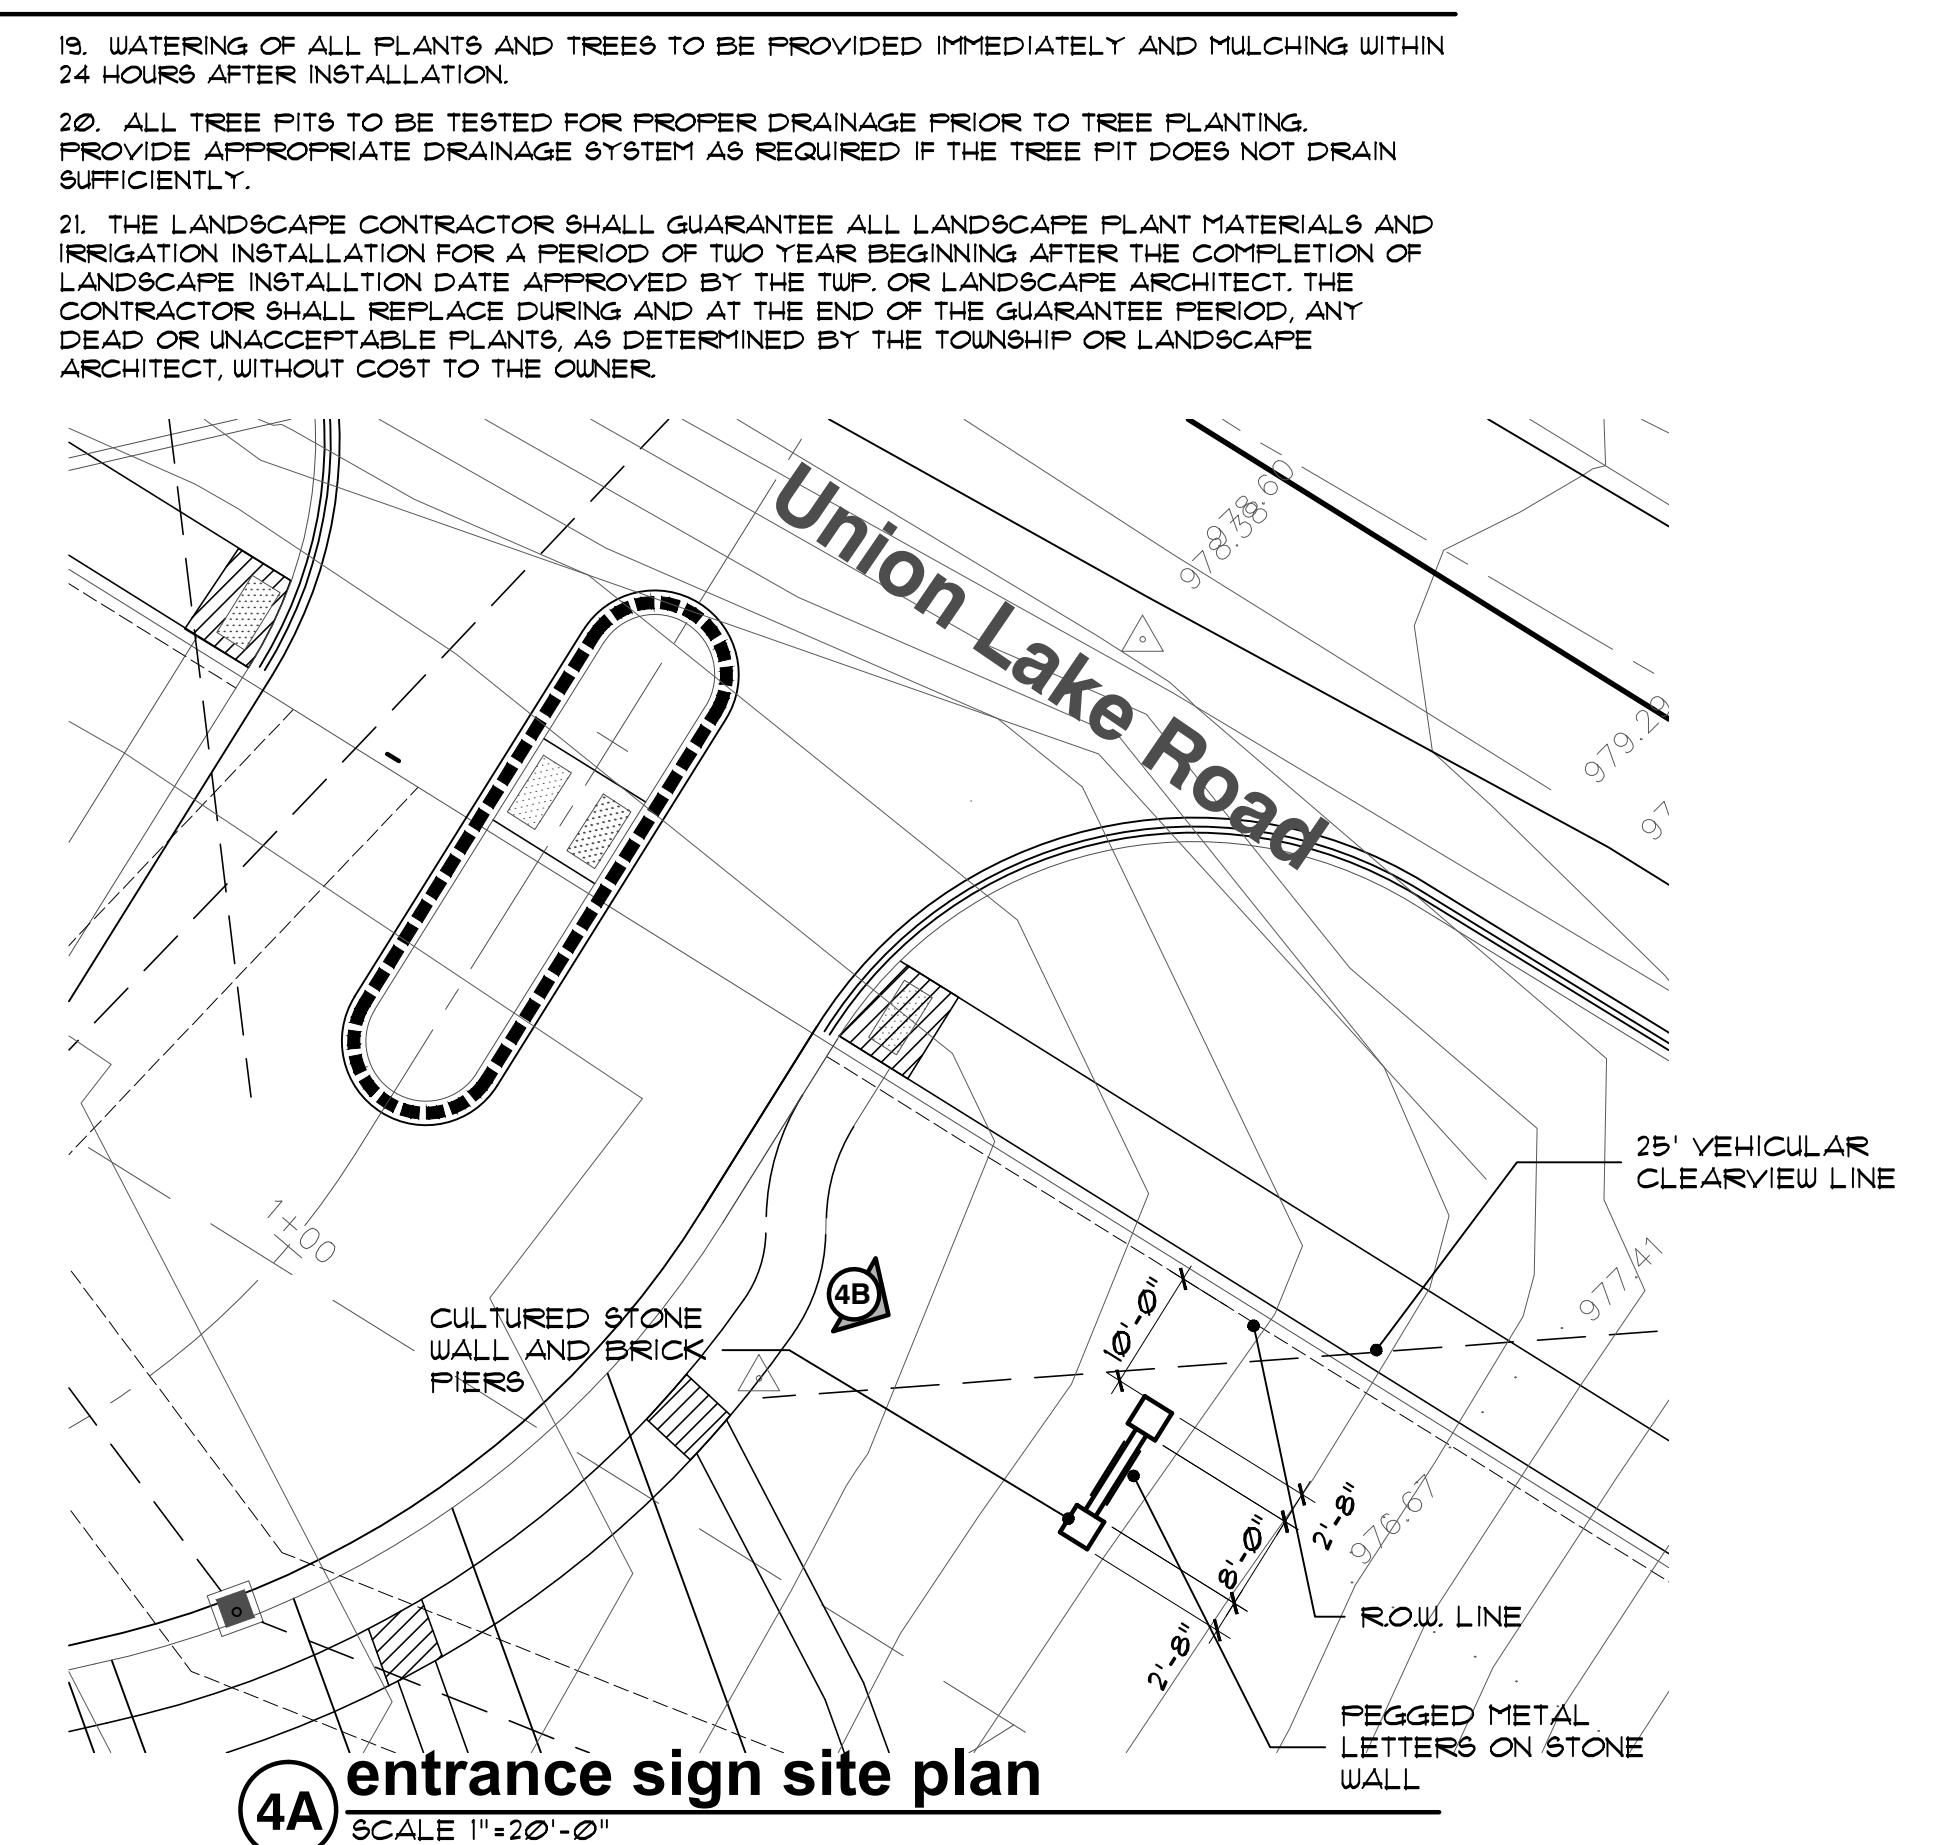 19. WATERING OF ALL PLANTS AND TREES TO BE PROVIDED IMMEDIATELY AND MULCHING WITHIN
24 HOURS AFTER INSTALLATION.
20. ALL TREE PITS TO BE TESTED FOR PROPER DRAINAGE PRIOR TO TREE PLANTING.
PROVIDE APPROPRIATE DRAINAGE SYSTEM AS REQUIRED IF THE TREE PIT DOES NOT DRAIN
SUFFICIENTLY.
21. THE LANDSCAPE CONTRACTOR SHALL GUARANTEE ALL LANDSCAPE PLANT MATERIALS AND
IRRIGATION INSTALLATION FOR A PERIOD OF TWO YEAR BEGINNING AFTER THE COMPLETION OF
LANDSCAPE INSTALLTION DATE APPROVED BY THE TWP. OR LANDSCAPE ARCHITECT. THE
CONTRACTOR SHALL REPLACE DURING AND AT THE END OF THE GUARANTEE PERIOD, ANY
DEAD OR UNACCEPTABLE PLANTS, AS DETERMINED BY THE TOWNSHIP OR LANDSCAPE
ARCHITECT, WITHOUT COST TO THE OWNER.
Union Lake Road
978.60
978.38
979.29
97
25' VEHICULAR
CLEARVIEW LINE
1+00
977.41
4B
10'-0"
CULTURED STONE
WALL AND BRICK
PIERS
2'-8"
976.67
8'-0"
2'-8"
R.O.W. LINE
PEGGED METAL
LETTERS ON STONE
WALL
4A
entrance sign site plan
SCALE 1"=20'-0"